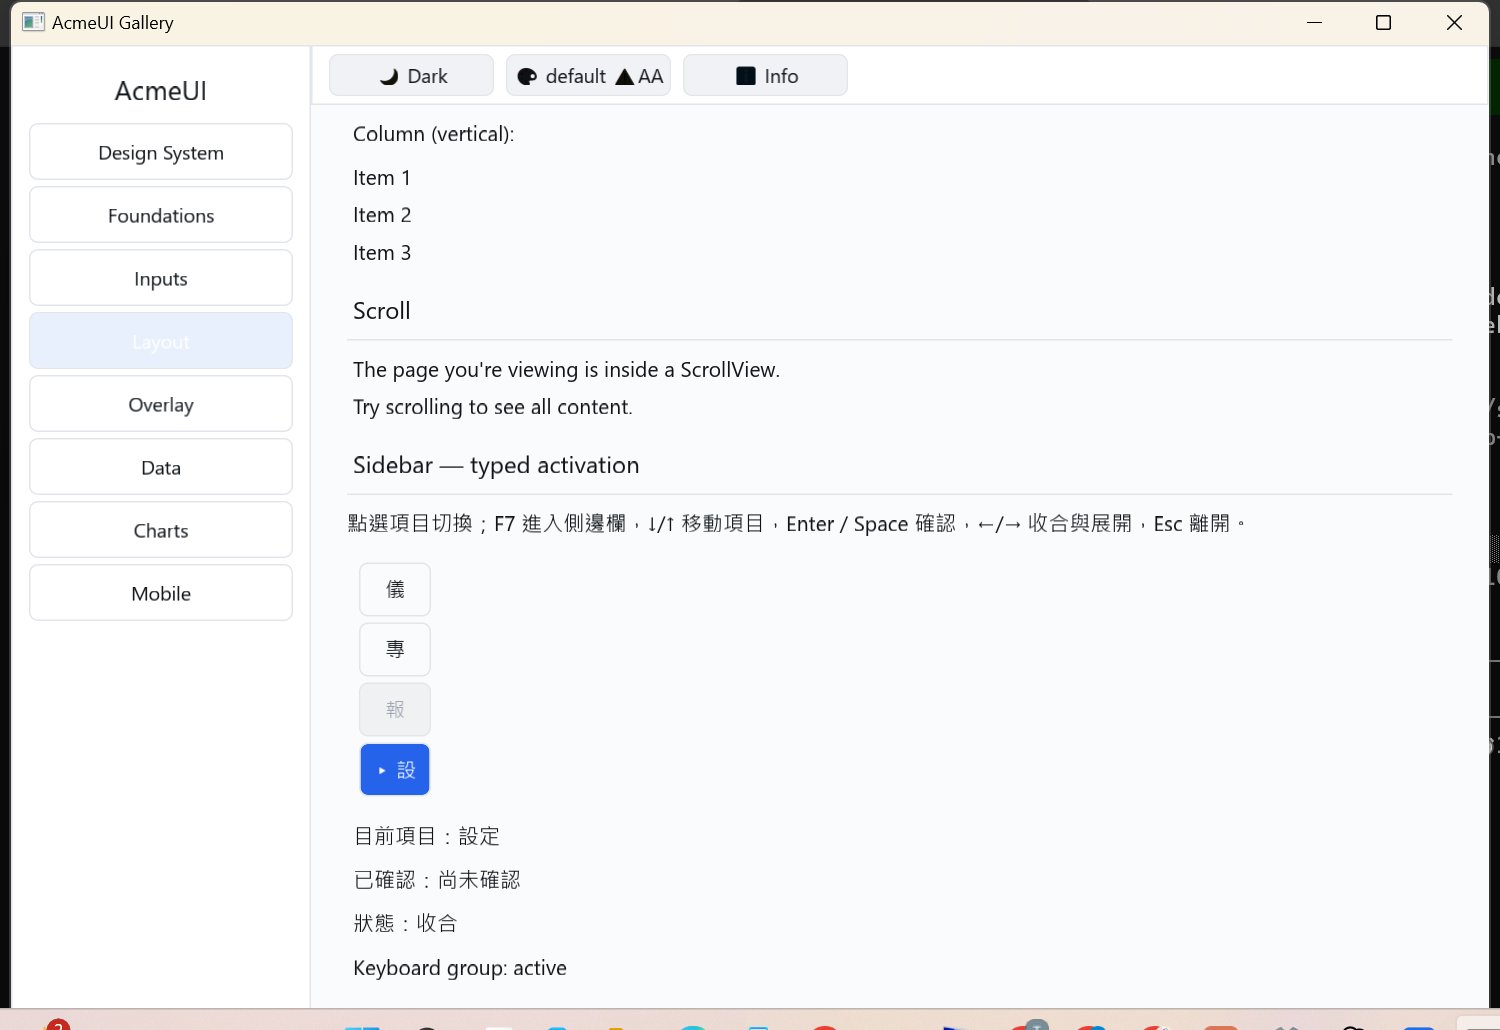 AcmeUI Gallery
AcmeUI
Design System
Foundations
Inputs
Layout
Overlay
Data
Charts
Mobile
Dark
default ▲AA
Info
Column (vertical):
Item 1
Item 2
Item 3
Scroll
The page you're viewing is inside a ScrollView.
Try scrolling to see all content.
Sidebar — typed activation
點選項目切換；F7 進入側邊欄，↓/↑ 移動項目，Enter / Space 確認，←/→ 收合與展開，Esc 離開。
儀
專
報
▸ 設
目前項目：設定
已確認：尚未確認
狀態：收合
Keyboard group: active